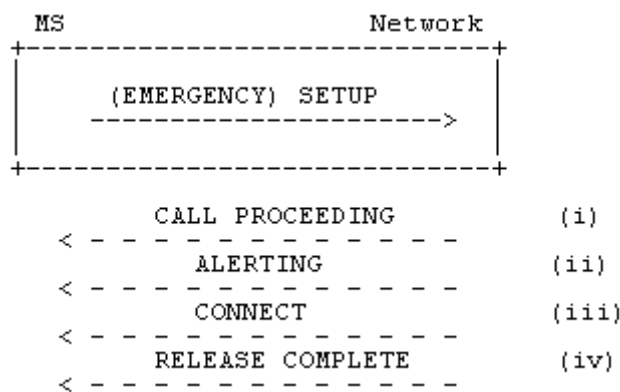 MS Network
(EMERGENCY) SETUP
CALL PROCEEDING (i)
ALERTING (ii)
CONNECT (iii)
RELEASE COMPLETE (iv)